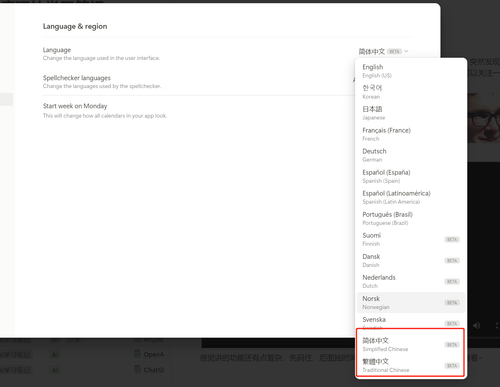 Language & region
Language
Change the language used in the user interface.
简体中文 BETA
Spellchecker languages
Change the languages used by the spellchecker.
Start week on Monday
This will change how all calendars in your app look.
English
English (US)
한국어
Korean
日本語
Japanese
Français (France)
French
Deutsch
German
Español (España)
Spanish (Spain)
Español (Latinoamérica)
Spanish (Latin America)
Português (Brasil)
Portuguese (Brazil)
Suomi
Finnish
BETA
Dansk
Danish
BETA
Nederlands
Dutch
BETA
Norsk
Norwegian
BETA
Svenska
BETA
简体中文
Simplified Chinese
BETA
繁體中文
Traditional Chinese
BETA
OpenA
ChatG